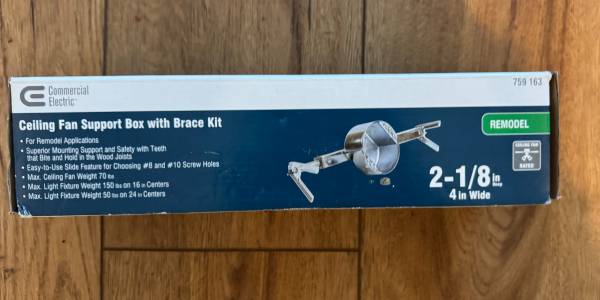 759 163
Commercial
Electric™
Ceiling Fan Support Box with Brace Kit
• For Remodel Applications
• Superior Mounting Support and Safety with Teeth
that Bite and Hold in the Wood Joists
• Easy-to-Use Slide Feature for Choosing #8 and #10 Screw Holes
• Max. Ceiling Fan Weight 70 lbs
• Max. Light Fixture Weight 150 lbs on 16 in Centers
• Max. Light Fixture Weight 50 lbs on 24 in Centers
REMODEL
CEILING FAN
RATED
2-1/8 in Deep
4 in Wide